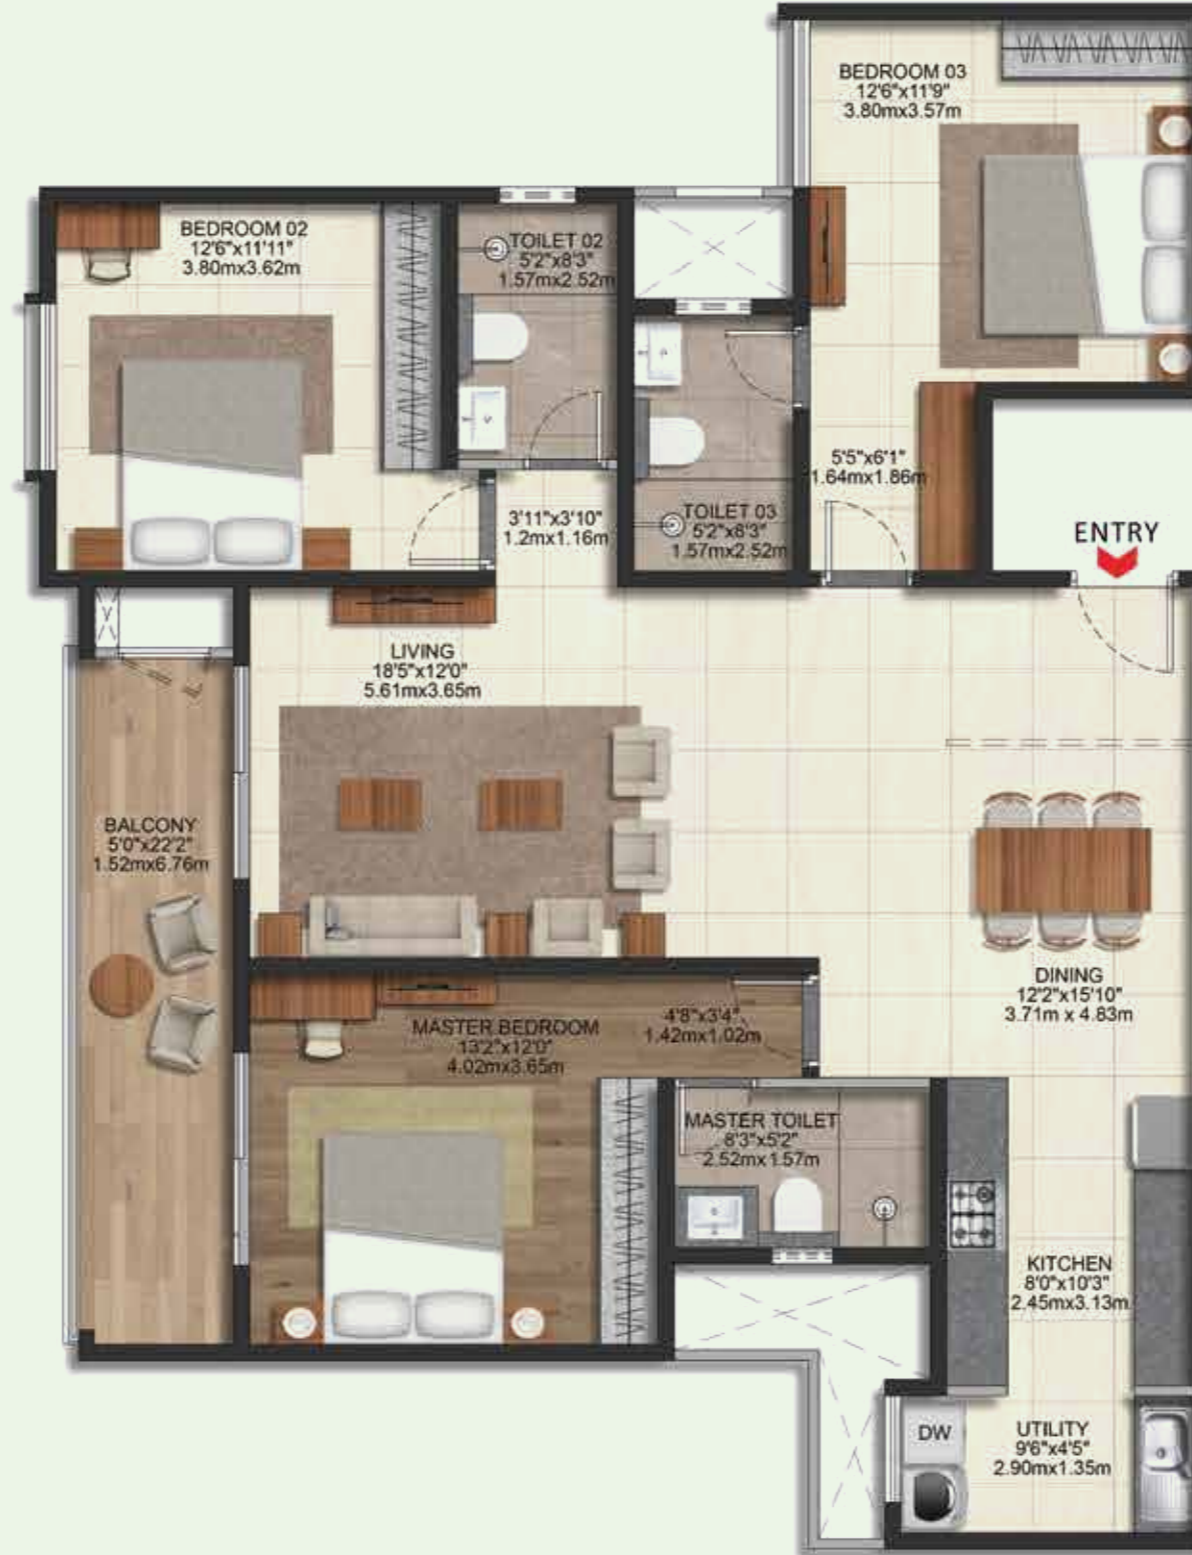 BEDROOM 03
12'6"x11'9"
3.80mx3.57m
BEDROOM 02
12'6"x11'11"
3.80mx3.62m
TOILET 02
5'2"x8'3"
1.57mx2.52m
5'5"x6'1"
1.64mx1.86m
3'11"x3'10"
1.2mx1.16m
TOILET 03
5'2"x8'3"
1.57mx2.52m
ENTRY
LIVING
18'5"x12'0"
5.61mx3.65m
BALCONY
5'0"x22'2"
1.52mx6.76m
DINING
12'2"x15'10"
3.71m x 4.83m
MASTER BEDROOM
13'2"x12'0"
4.02mx3.65m
4'8"x3'4"
1.42mx1.02m
MASTER TOILET
8'3"x5'2"
2.52mx1.57m
KITCHEN
8'0"x10'3"
2.45mx3.13m
DW
UTILITY
9'6"x4'5"
2.90mx1.35m